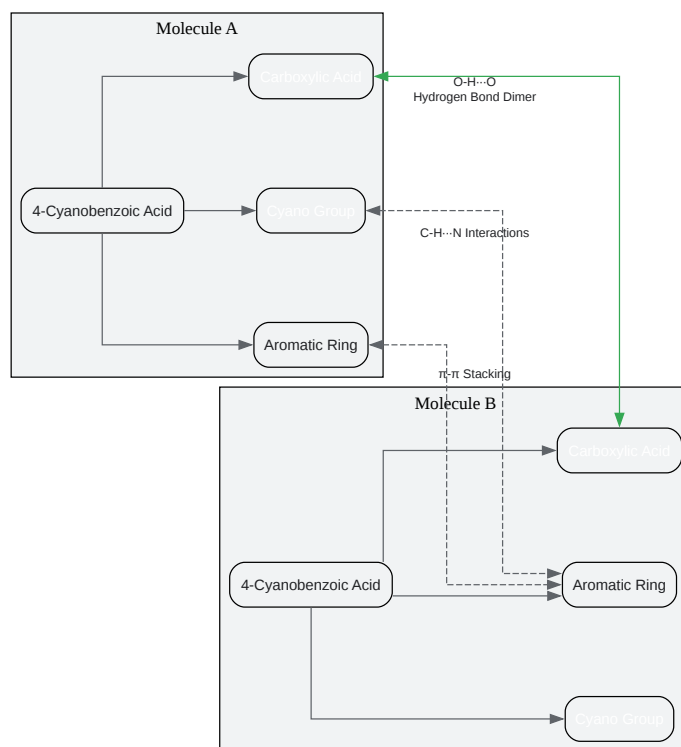 Molecule A
Carboxylic Acid
O-H···O
Hydrogen Bond Dimer
4-Cyanobenzoic Acid
Cyano Group
C-H···N Interactions
Aromatic Ring
π-π Stacking
Molecule B
Carboxylic Acid
4-Cyanobenzoic Acid
Aromatic Ring
Cyano Group